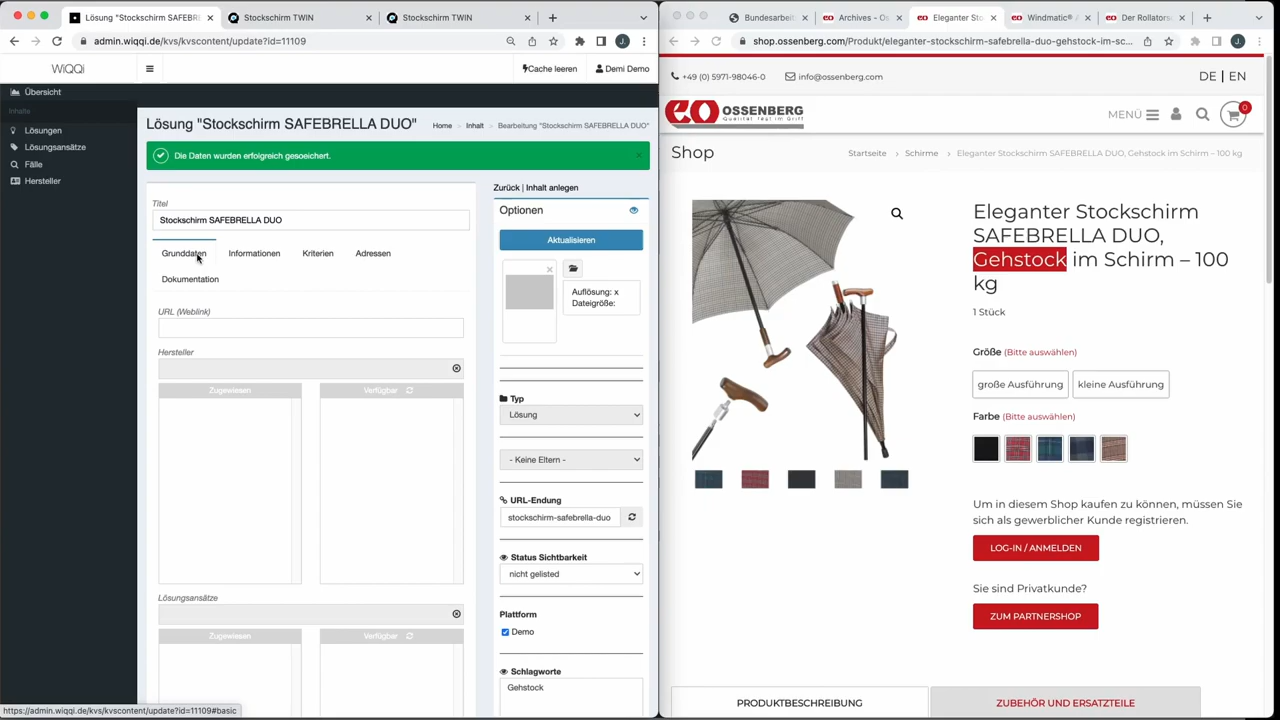 Lösung "Stockschirm SAFEBR
Stockschirm TWIN
Stockschirm TWIN
admin.wiqqi.de/kvs/kvscontent/update?id=11109
J.
WiQQi
Cache leeren
Demi Demo
Übersicht
Inhalte
Lösungen
Lösungsansätze
Fälle
Hersteller
Lösung "Stockschirm SAFEBRELLA DUO"
Home
Inhalt
Bearbeitung "Stockschirm SAFEBRELLA DUO"
Die Daten wurden erfolgreich gesoeichert.
Titel
Stockschirm SAFEBRELLA DUO
Grunddaten
Informationen
Kriterien
Adressen
Dokumentation
URL (Weblink)
Hersteller
Zugewiesen
Verfügbar
Lösungsansätze
Zugewiesen
Verfügbar
Zurück | Inhalt anlegen
Optionen
Aktualisieren
Auflösung: x
Dateigröße:
Typ
Lösung
- Keine Eltern -
URL-Endung
stockschirm-safebrella-duo
Status Sichtbarkeit
nicht gelisted
Plattform
Demo
Schlagworte
Gehstock
https://admin.wiqqi.de/kvs/kvscontent/update?id=11109#basic
Bundesarbeit
Archives – Os
Eleganter Sto
Windmatic®
Der Rollators
shop.ossenberg.com/Produkt/eleganter-stockschirm-safebrella-duo-gehstock-im-sc...
J.
+49 (0) 5971-98046-0
info@ossenberg.com
DE | EN
OSSENBERG
Qualität fest im Griff
MENÜ
0
Shop
Startseite
Schirme
Eleganter Stockschirm SAFEBRELLA DUO, Gehstock im Schirm – 100 kg
Eleganter Stockschirm
SAFEBRELLA DUO,
Gehstock im Schirm – 100
kg
1 Stück
Größe (Bitte auswählen)
große Ausführung
kleine Ausführung
Farbe (Bitte auswählen)
Um in diesem Shop kaufen zu können, müssen Sie
sich als gewerblicher Kunde registrieren.
LOG-IN / ANMELDEN
Sie sind Privatkunde?
ZUM PARTNERSHOP
PRODUKTBESCHREIBUNG
ZUBEHÖR UND ERSATZTEILE